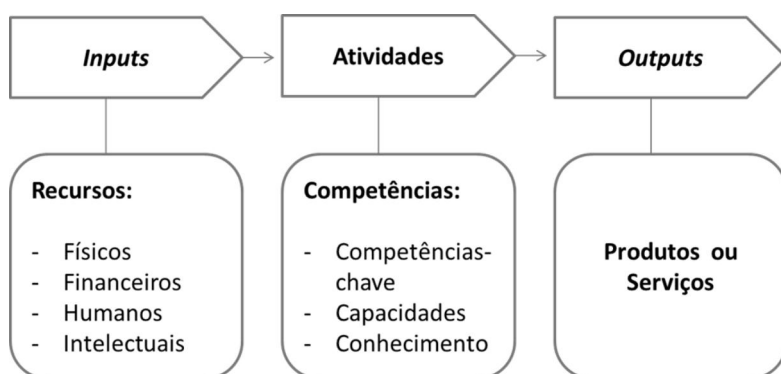 Inputs
Atividades
Outputs
Recursos:
- Físicos
- Financeiros
- Humanos
- Intelectuais
Competências:
- Competências-
chave
- Capacidades
- Conhecimento
Produtos ou
Serviços